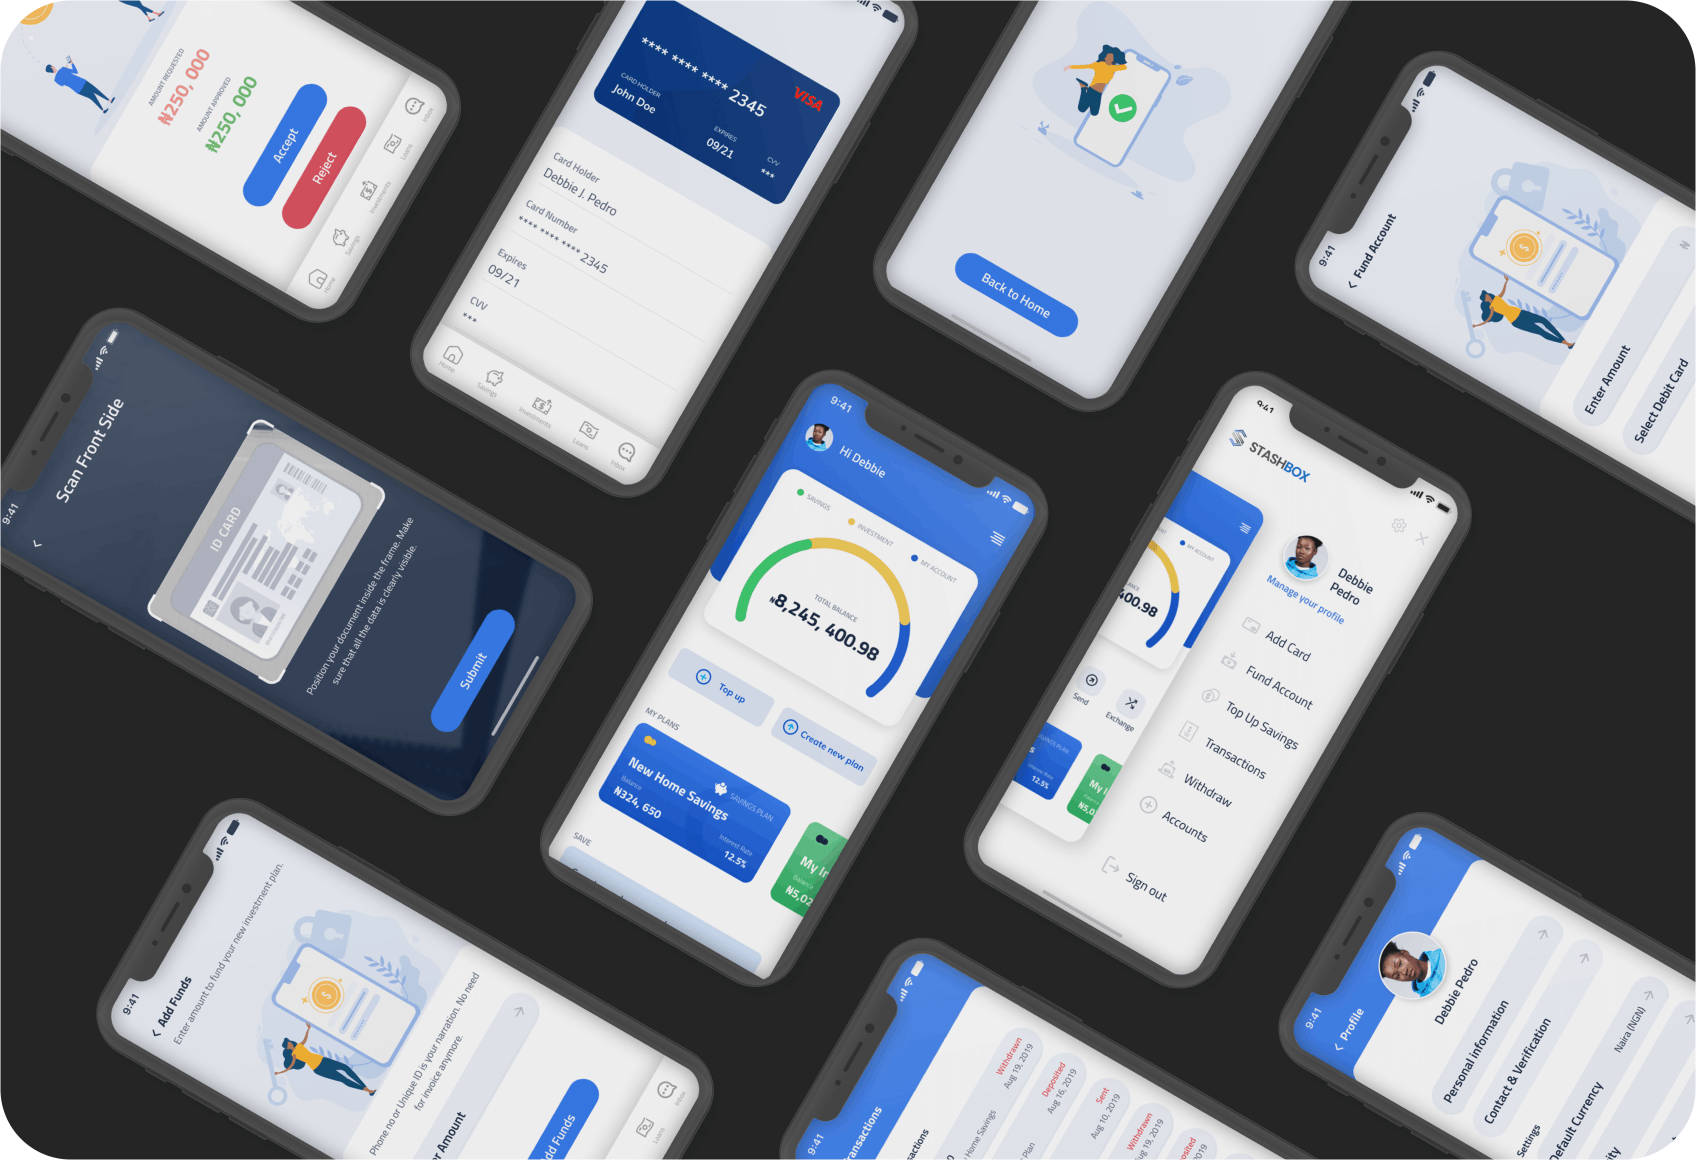 AMOUNT REQUESTED
₦250, 000
AMOUNT APPROVED
₦250, 000
Accept
Reject
Home
Savings
Investments
Loans
Inbox
**** **** **** 2345
VISA
CARD HOLDER
John Doe
EXPIRES
09/21
CVV
***
Card Holder
Debbie J. Pedro
Card Number
**** **** **** 2345
Expires
09/21
CVV
***
Home
Savings
Investments
Loans
Inbox
Back to Home
9:41
Fund Account
Enter Amount
Select Debit Card
N
9:41
Scan Front Side
ID CARD
Position your document inside the frame. Make
sure that all the data is clearly visible.
Submit
9:41
Hi Debbie
SAVINGS
INVESTMENT
MY ACCOUNT
TOTAL BALANCE
₦8,245, 400.98
Top up
Create new plan
MY PLANS
New Home Savings
SAVINGS PLAN
Balance
₦324, 650
Interest Rate
12.5%
My In
Balance
₦5,02
SAVE
9:41
STASHBOX
MY ACCOUNT
400.98
Send
Exchange
SAVINGS PLAN
Interest Rate
12.5%
My I
₦5,0
Debbie
Pedro
Manage your profile
Add Card
Fund Account
Top Up Savings
Transactions
Withdraw
Accounts
Sign out
9:41
Add Funds
Enter amount to fund your new investment plan.
Phone no or Unique ID is your narration. No need
for invoice anymore.
r Amount
dd Funds
Loans
Inbox
9:41
ansactions
sactions
Withdrawn
Aug 19, 2019
Home Savings
Deposited
Aug 16, 2019
Plan
Sent
Aug 10, 2019
Withdrawn
ug 19, 2019
posited
2019
9:41
Profile
Debbie Pedro
Personal information
Contact & Verification
Settings
Default Currency
Naira (NGN)